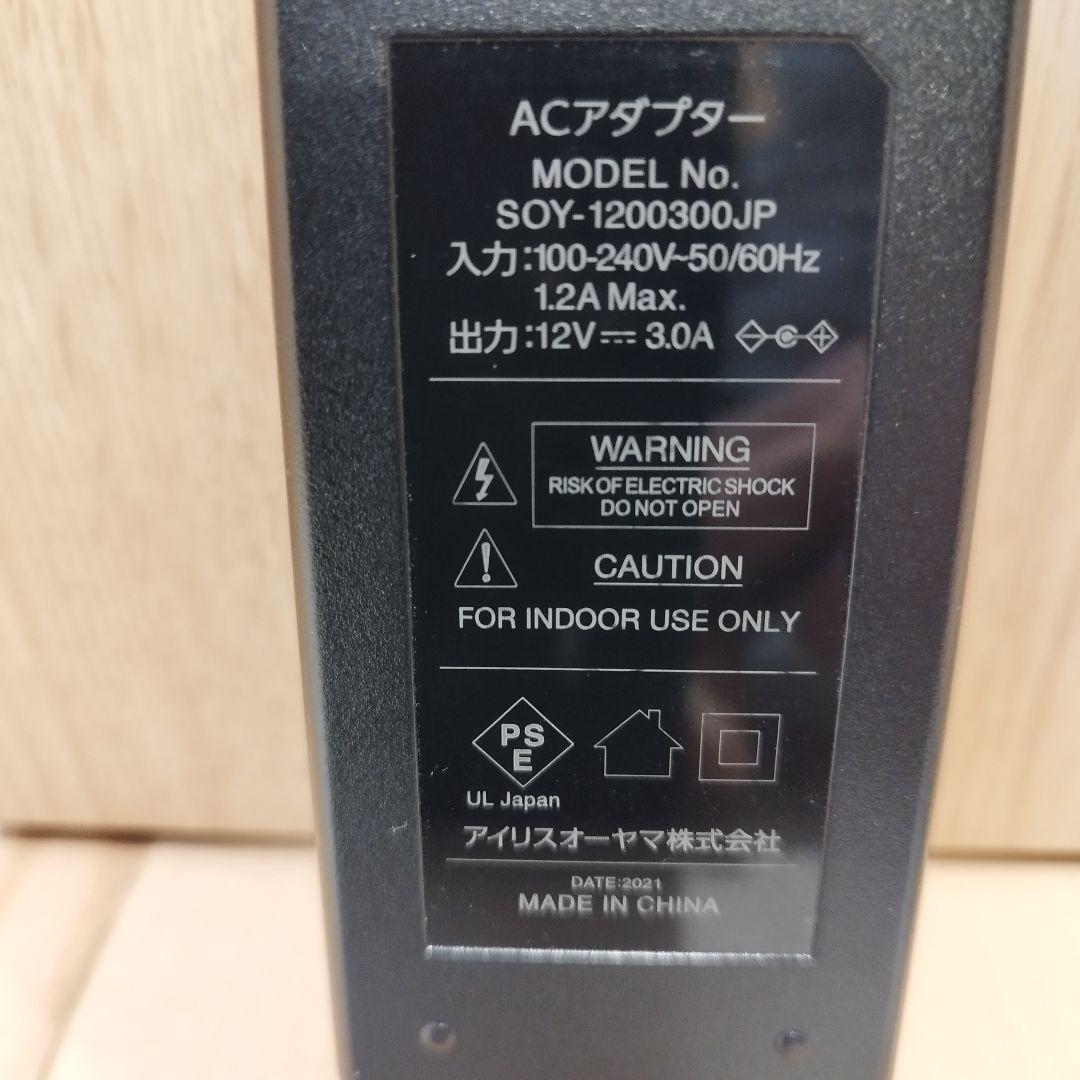 ACアダプター
MODEL No.
SOY-1200300JP
入力:100-240V~50/60Hz
1.2A Max.
出力:12V⎓3.0A
WARNING
RISK OF ELECTRIC SHOCK
DO NOT OPEN
CAUTION
FOR INDOOR USE ONLY
PS
E
UL Japan
アイリスオーヤマ株式会社
DATE:2021
MADE IN CHINA